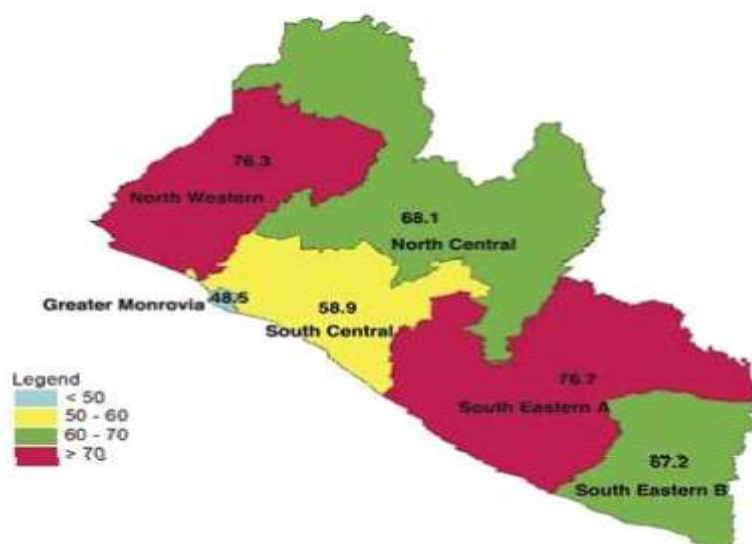 76.3
North Western
68.1
North Central
Greater Monrovia
48.5
58.9
South Central
76.7
South Eastern A
67.2
South Eastern B
Legend
< 50
50 - 60
60 - 70
> 70